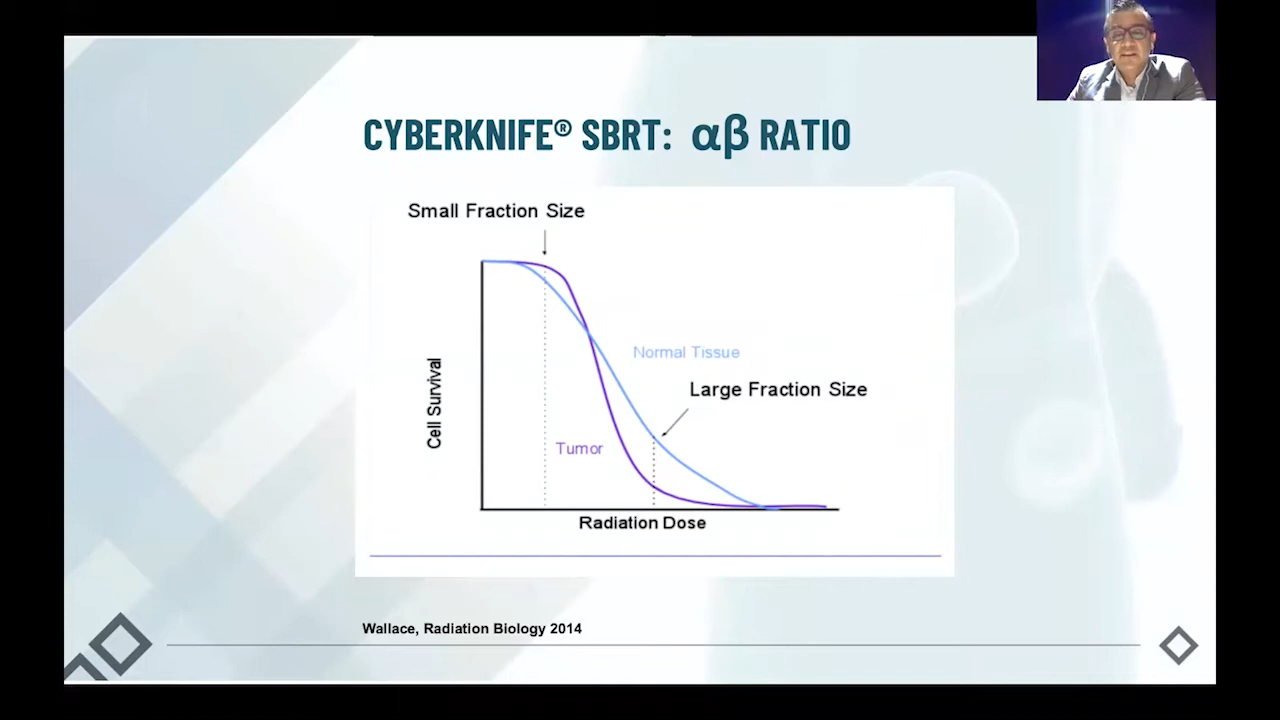 CYBERKNIFE® SBRT: αβ RATIO
Small Fraction Size
Normal Tissue
Large Fraction Size
Cell Survival
Tumor
Radiation Dose
Wallace, Radiation Biology 2014